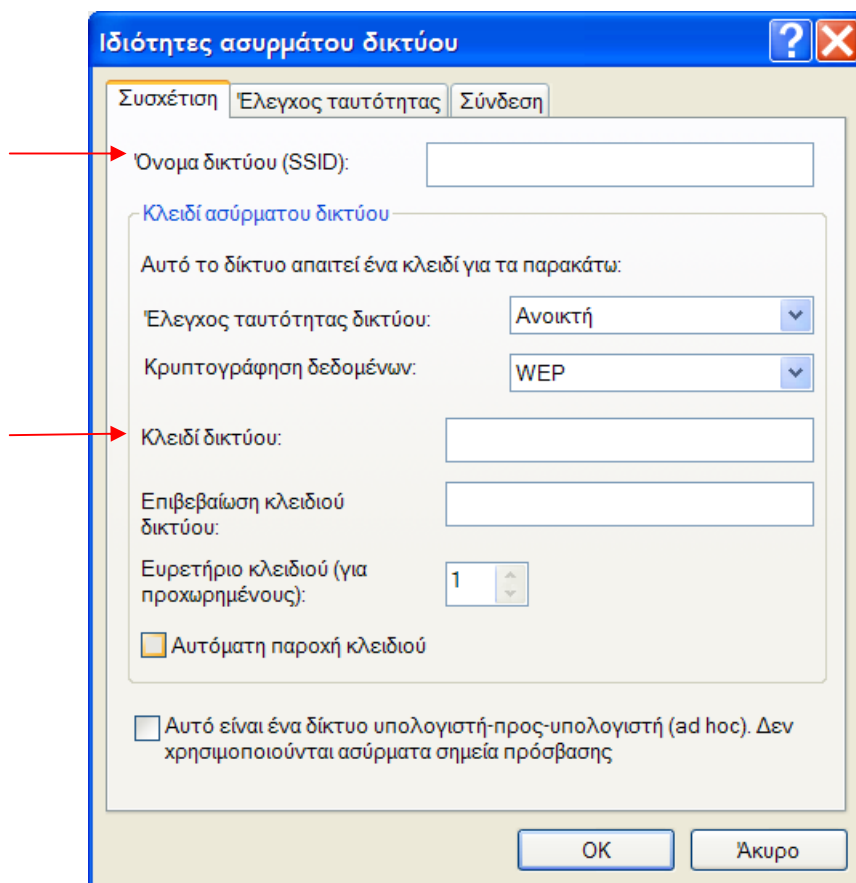 Ιδιότητες ασυρμάτου δικτύου
Συσχέτιση Έλεγχος ταυτότητας Σύνδεση
Όνομα δικτύου (SSID):
Κλειδί ασύρματου δικτύου
Αυτό το δίκτυο απαιτεί ένα κλειδί για τα παρακάτω:
Έλεγχος ταυτότητας δικτύου: Ανοικτή
Κρυπτογράφηση δεδομένων: WEP
Κλειδί δικτύου:
Επιβεβαίωση κλειδιού
δικτύου:
Ευρετήριο κλειδιού (για
προχωρημένους): 1
Αυτόματη παροχή κλειδιού
Αυτό είναι ένα δίκτυο υπολογιστή-προς-υπολογιστή (ad hoc). Δεν
χρησιμοποιούνται ασύρματα σημεία πρόσβασης
OK Άκυρο